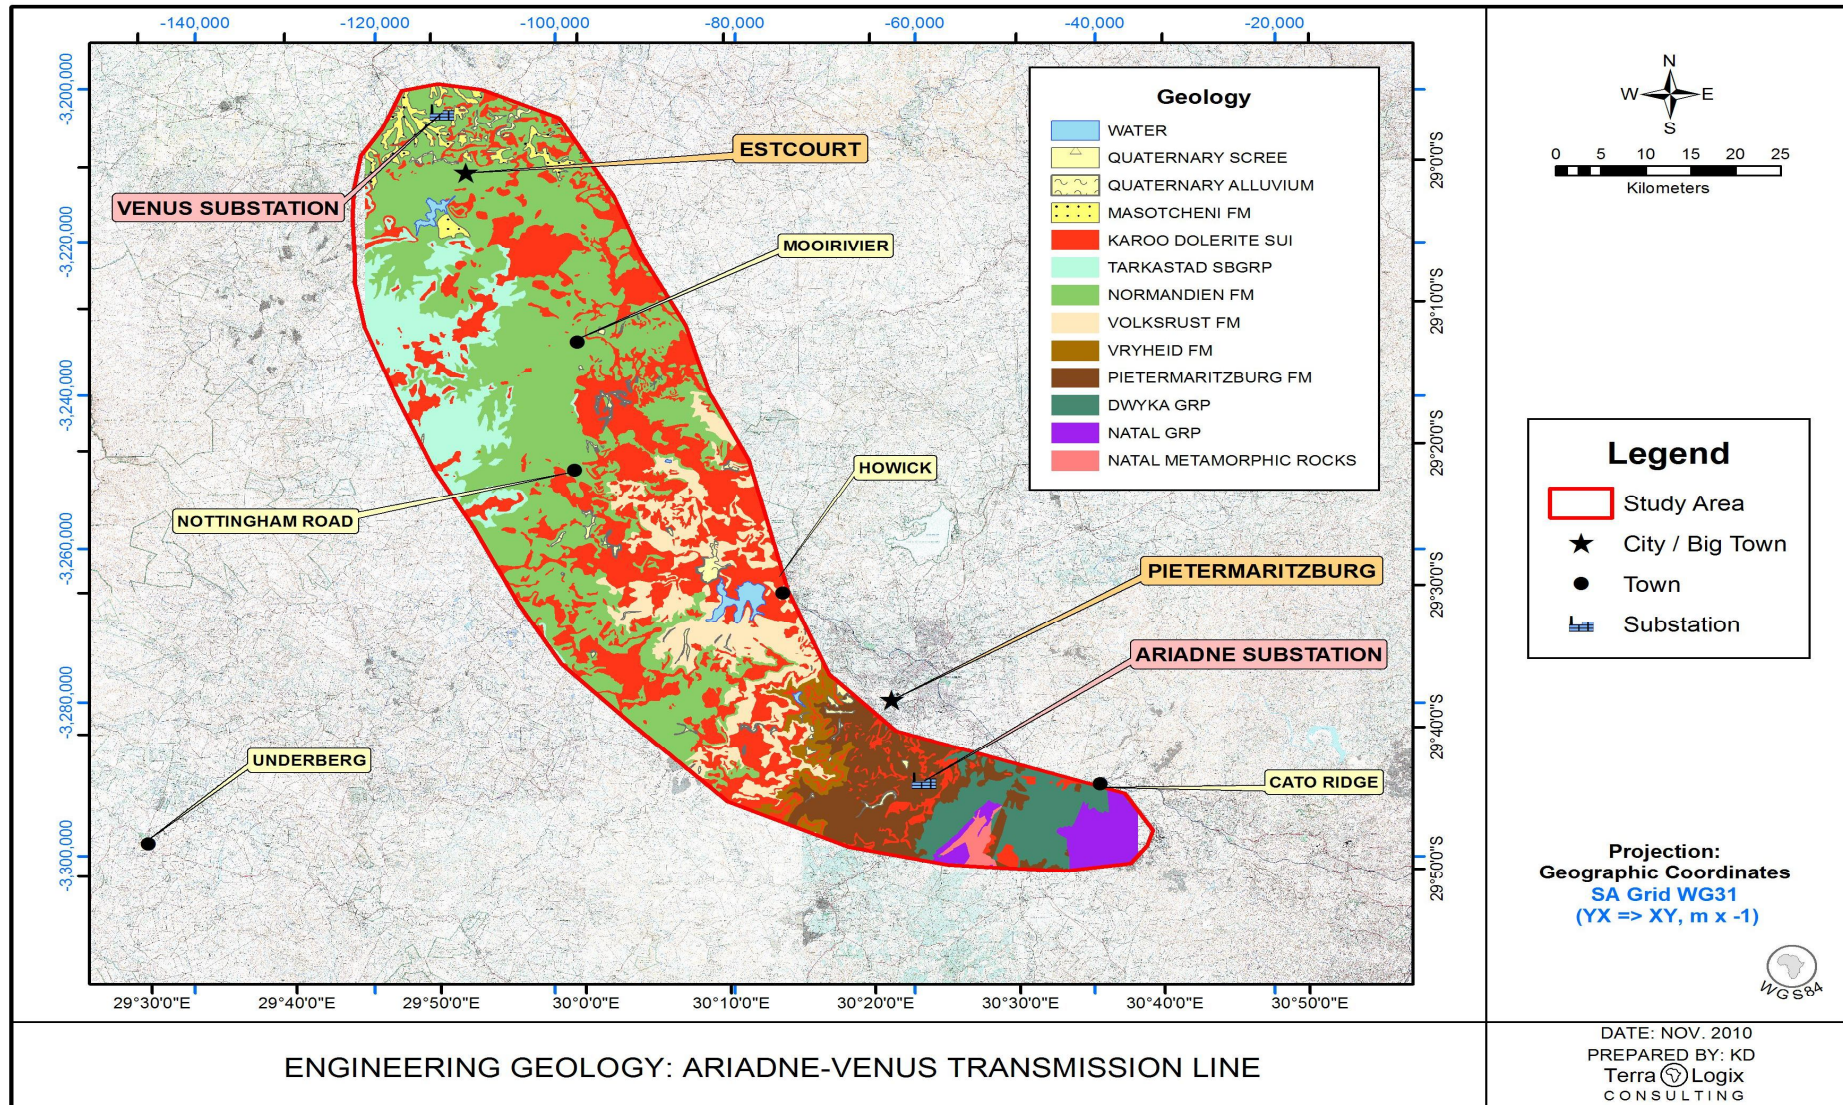 -140,000
-120,000
-100,000
-80,000
-60,000
-40,000
-20,000
-3,200,000
-3,220,000
-3,240,000
-3,260,000
-3,280,000
-3,300,000
29°0'0"S
29°10'0"S
29°20'0"S
29°30'0"S
29°40'0"S
29°50'0"S
29°30'0"E
29°40'0"E
29°50'0"E
30°0'0"E
30°10'0"E
30°20'0"E
30°30'0"E
30°40'0"E
30°50'0"E
ESTCOURT
VENUS SUBSTATION
MOOIRIVIER
HOWICK
NOTTINGHAM ROAD
PIETERMARITZBURG
ARIADNE SUBSTATION
UNDERBERG
CATO RIDGE
Geology
WATER
QUATERNARY SCREE
QUATERNARY ALLUVIUM
MASOTCHENI FM
KAROO DOLERITE SUI
TARKASTAD SBGRP
NORMANDIEN FM
VOLKSRUST FM
VRYHEID FM
PIETERMARITZBURG FM
DWYKA GRP
NATAL GRP
NATAL METAMORPHIC ROCKS
N
W E
S
0 5 10 15 20 25
Kilometers
Legend
Study Area
City / Big Town
Town
Substation
Projection:
Geographic Coordinates
SA Grid WG31
(YX => XY, m x -1)
WGS84
ENGINEERING GEOLOGY: ARIADNE-VENUS TRANSMISSION LINE
DATE: NOV. 2010
PREPARED BY: KD
Terra Logix
CONSULTING